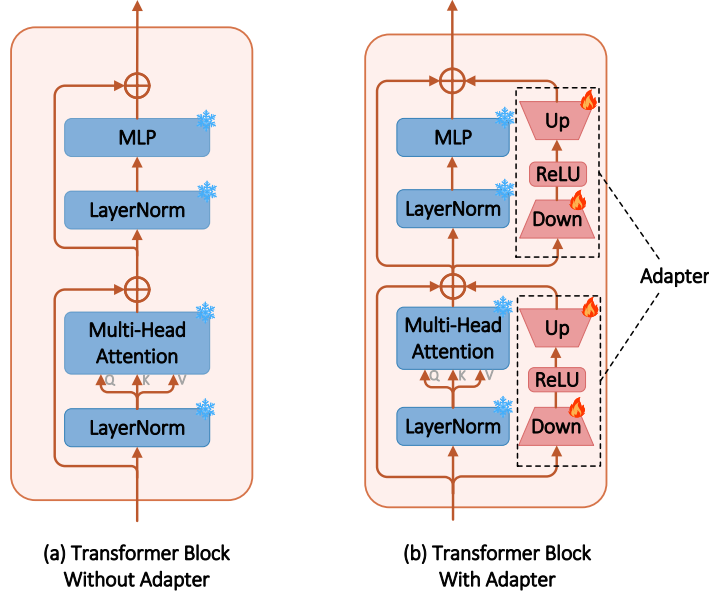 MLP
LayerNorm
Multi-Head
Attention
Q K V
LayerNorm
(a) Transformer Block
Without Adapter
MLP
LayerNorm
Multi-Head
Attention
Q K V
LayerNorm
Up
ReLU
Down
Up
ReLU
Down
Adapter
(b) Transformer Block
With Adapter